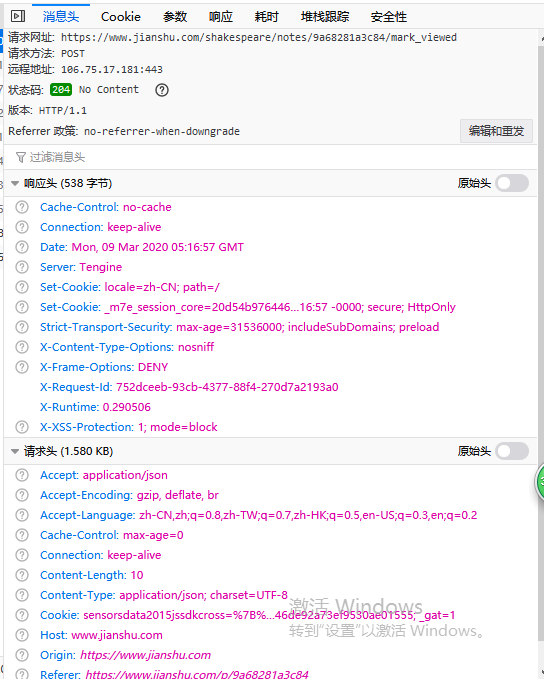 消息头 Cookie 参数 响应 耗时 堆栈跟踪 安全性
请求网址: https://www.jianshu.com/shakespeare/notes/9a68281a3c84/mark_viewed
请求方法: POST
远程地址: 106.75.17.181:443
状态码: 204 No Content
版本: HTTP/1.1
Referrer 政策: no-referrer-when-downgrade 编辑和重发
过滤消息头
响应头 (538 字节) 原始头
Cache-Control: no-cache
Connection: keep-alive
Date: Mon, 09 Mar 2020 05:16:57 GMT
Server: Tengine
Set-Cookie: locale=zh-CN; path=/
Set-Cookie: _m7e_session_core=20d54b976446…16:57 -0000; secure; HttpOnly
Strict-Transport-Security: max-age=31536000; includeSubDomains; preload
X-Content-Type-Options: nosniff
X-Frame-Options: DENY
X-Request-Id: 752dceeb-93cb-4377-88f4-270d7a2193a0
X-Runtime: 0.290506
X-XSS-Protection: 1; mode=block
请求头 (1.580 KB) 原始头
Accept: application/json
Accept-Encoding: gzip, deflate, br
Accept-Language: zh-CN,zh;q=0.8,zh-TW;q=0.7,zh-HK;q=0.5,en-US;q=0.3,en;q=0.2
Cache-Control: max-age=0
Connection: keep-alive
Content-Length: 10
Content-Type: application/json; charset=UTF-8
Cookie: sensorsdata2015jssdkcross=%7B%…46de92a73ef9530ae01555; _gat=1
Host: www.jianshu.com
Origin: https://www.jianshu.com
Referer: https://www.jianshu.com/p/9a68281a3c84
激活 Windows
转到"设置"以激活 Windows。